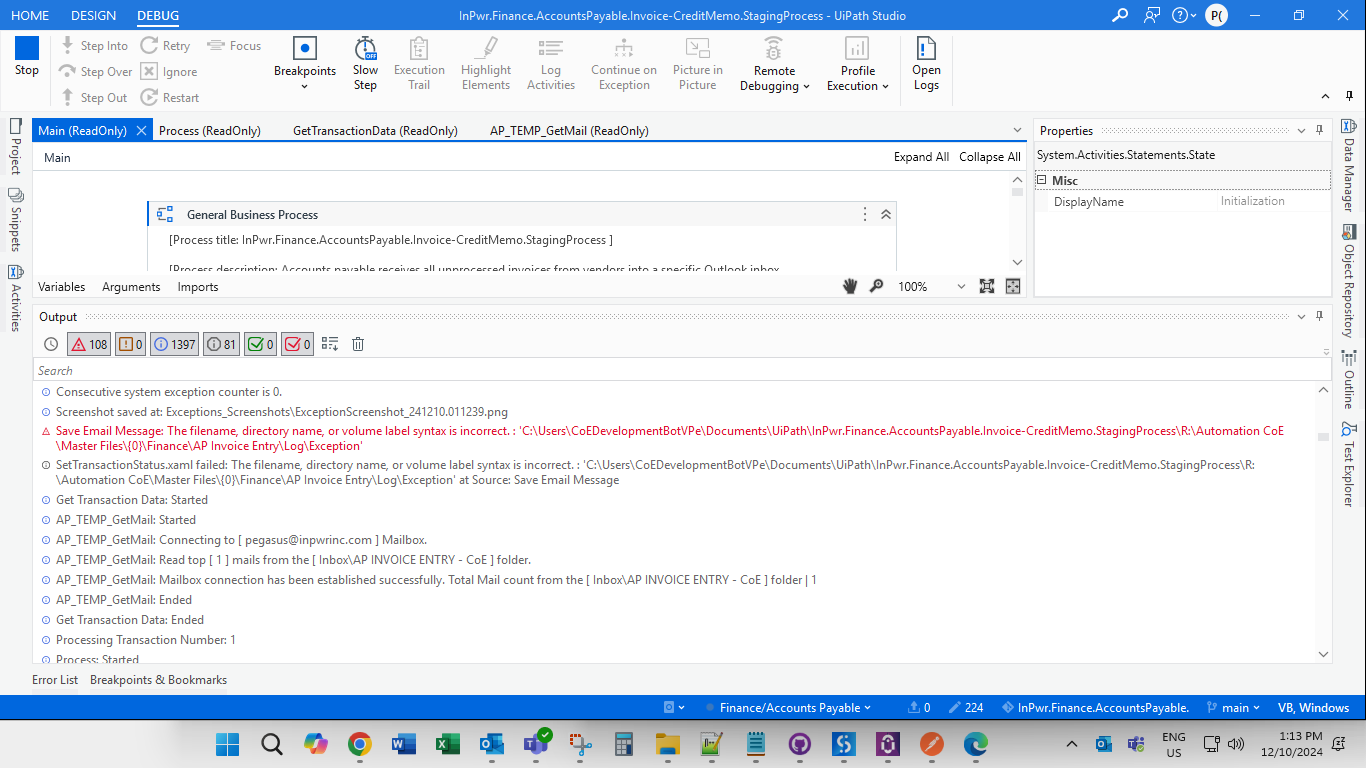 HOME DESIGN DEBUG
InPwr.Finance.AccountsPayable.Invoice-CreditMemo.StagingProcess - UiPath Studio
P(
Stop
Step Into
Step Over
Step Out
Retry
Ignore
Restart
Focus
Breakpoints
Slow
Step
OFF
Execution
Trail
Highlight
Elements
Log
Activities
Continue on
Exception
Picture in
Picture
Remote
Debugging
Profile
Execution
Open
Logs
Project
Snippets
Activities
Main (ReadOnly)
Process (ReadOnly)
GetTransactionData (ReadOnly)
AP_TEMP_GetMail (ReadOnly)
Main
Expand All Collapse All
General Business Process
[Process title: InPwr.Finance.AccountsPayable.Invoice-CreditMemo.StagingProcess ]
[Process description: Accounts payable receives all unprocessed invoices from vendors into a specific Outlook inbox
Variables Arguments Imports
100%
Properties
System.Activities.Statements.State
Misc
DisplayName Initialization
Data Manager
Object Repository
Outline
Test Explorer
Output
108
0
1397
81
0
0
Search
Consecutive system exception counter is 0.
Screenshot saved at: Exceptions_Screenshots\ExceptionScreenshot_241210.011239.png
Save Email Message: The filename, directory name, or volume label syntax is incorrect. : 'C:\Users\CoEDevelopmentBotVPe\Documents\UiPath\InPwr.Finance.AccountsPayable.Invoice-CreditMemo.StagingProcess\R:\Automation CoE
\Master Files\{0}\Finance\AP Invoice Entry\Log\Exception'
SetTransactionStatus.xaml failed: The filename, directory name, or volume label syntax is incorrect. : 'C:\Users\CoEDevelopmentBotVPe\Documents\UiPath\InPwr.Finance.AccountsPayable.Invoice-CreditMemo.StagingProcess\R:
\Automation CoE\Master Files\{0}\Finance\AP Invoice Entry\Log\Exception' at Source: Save Email Message
Get Transaction Data: Started
AP_TEMP_GetMail: Started
AP_TEMP_GetMail: Connecting to [ pegasus@inpwrinc.com ] Mailbox.
AP_TEMP_GetMail: Read top [ 1 ] mails from the [ Inbox\AP INVOICE ENTRY - CoE ] folder.
AP_TEMP_GetMail: Mailbox connection has been established successfully. Total Mail count from the [ Inbox\AP INVOICE ENTRY - CoE ] folder | 1
AP_TEMP_GetMail: Ended
Get Transaction Data: Ended
Processing Transaction Number: 1
Process: Started
Error List Breakpoints & Bookmarks
Finance/Accounts Payable
0
224
InPwr.Finance.AccountsPayable.
main
VB, Windows
ENG
US
1:13 PM
12/10/2024